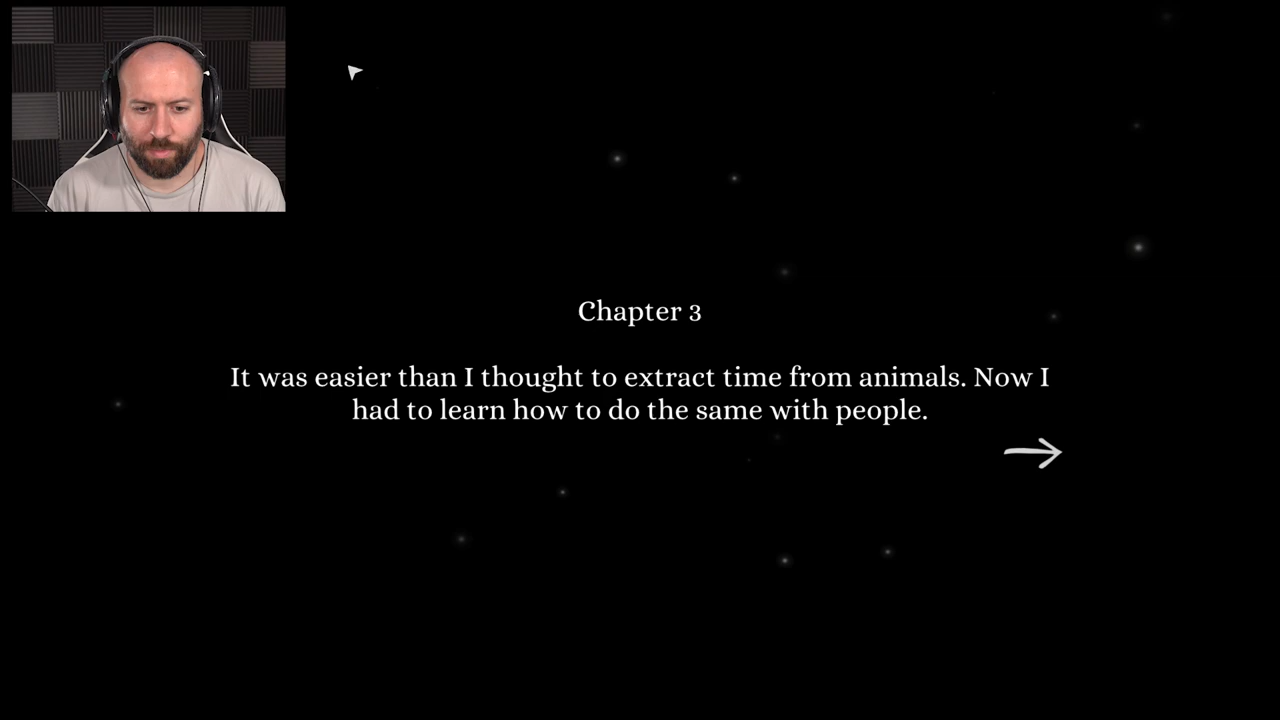 Chapter 3
It was easier than I thought to extract time from animals. Now I
had to learn how to do the same with people.